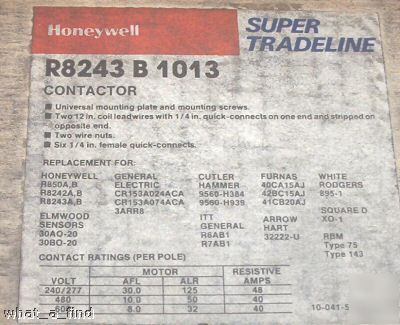 Honeywell
SUPER
TRADELINE
R8243 B 1013
CONTACTOR
■ Universal mounting plate and mounting screws.
■ Two 12 in. coil leadwires with 1/4 in. quick-connects on one end and stripped on
opposite end.
■ Two wire nuts.
■ Six 1/4 in. female quick-connects.
REPLACEMENT FOR:
HONEYWELL
R850A,B
R8242A,B
R8243A,B
ELMWOOD
SENSORS
30AO-20
30BO-20
GENERAL
ELECTRIC
CR153A024ACA
CR153A074ACA
3ARR8
CUTLER
HAMMER
9560-H384
9560-H939
ITT
GENERAL
R6AB1
R7AB1
FURNAS
40CA15AJ
42BC15AJ
41CB20AJ
ARROW
HART
32222-U
WHITE
RODGERS
895-1
SQUARE D
XO-1
RBM
Type 75
Type 143
CONTACT RATINGS (PER POLE)
VOLT MOTOR RESISTIVE
AFL ALR AMPS
240/277 30.0 125 48
480 10.0 50 40
600 8.0 32 40
10-041-5
what_a_find